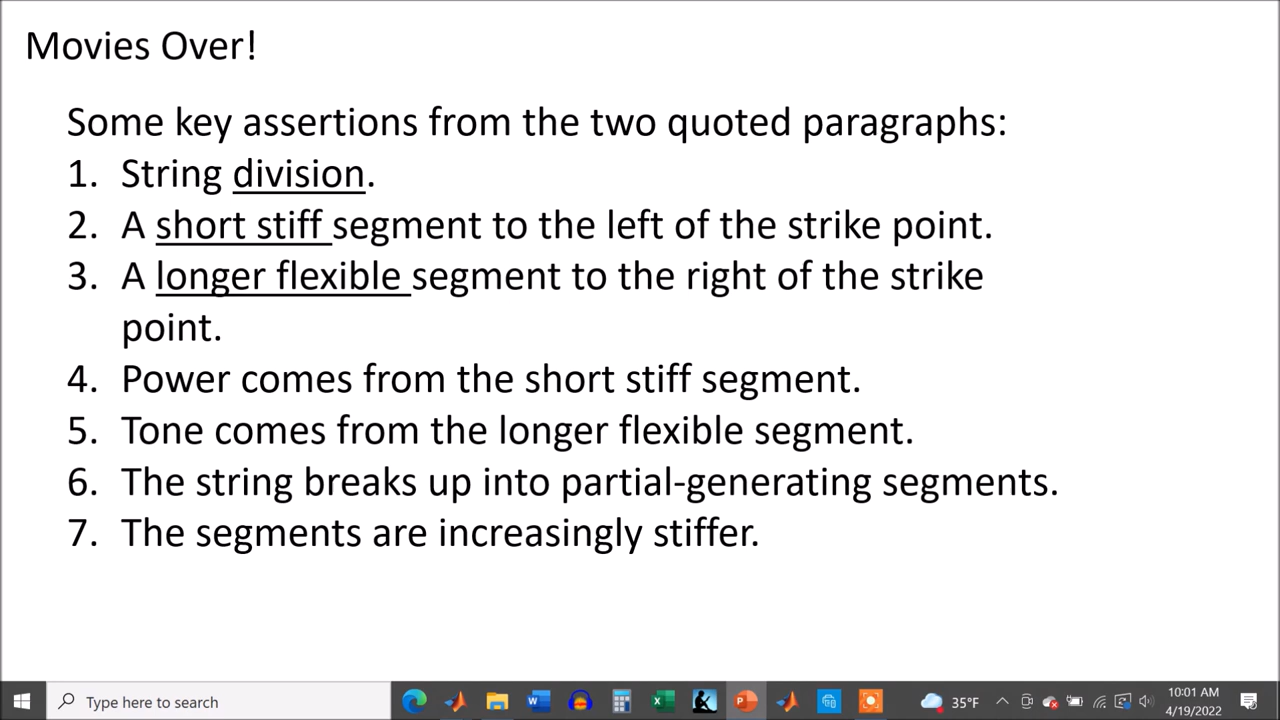 Movies Over!
Some key assertions from the two quoted paragraphs:
1. String division.
2. A short stiff segment to the left of the strike point.
3. A longer flexible segment to the right of the strike
point.
4. Power comes from the short stiff segment.
5. Tone comes from the longer flexible segment.
6. The string breaks up into partial-generating segments.
7. The segments are increasingly stiffer.
Type here to search
35°F
10:01 AM
4/19/2022